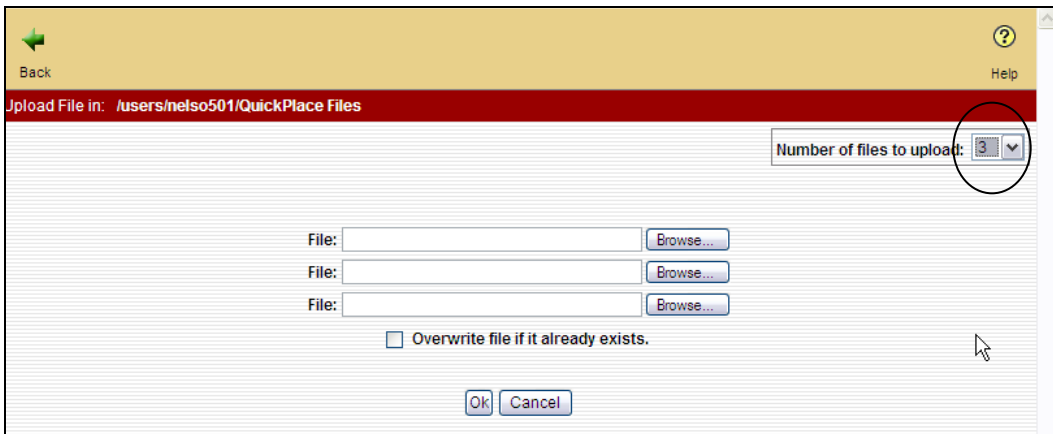 Back
?
Help
Upload File in: /users/nelso501/QuickPlace Files
Number of files to upload: 3
File: Browse...
File: Browse...
File: Browse...
Overwrite file if it already exists.
Ok Cancel